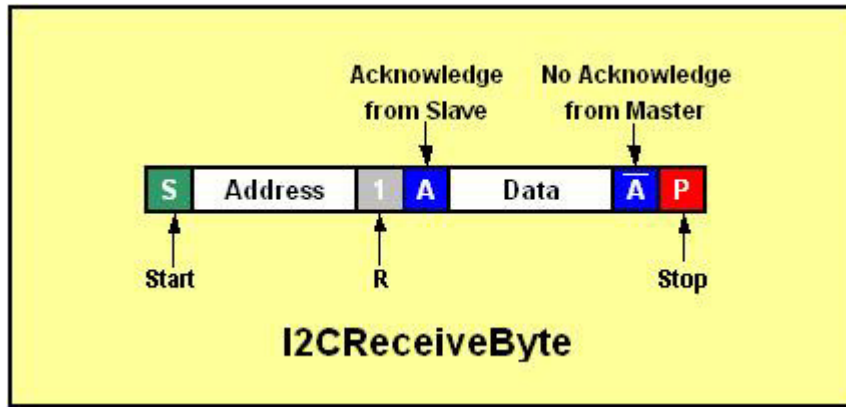 Acknowledge No Acknowledge
from Slave from Master
S Address 1 A Data A̅ P
Start R Stop
I2CReceiveByte